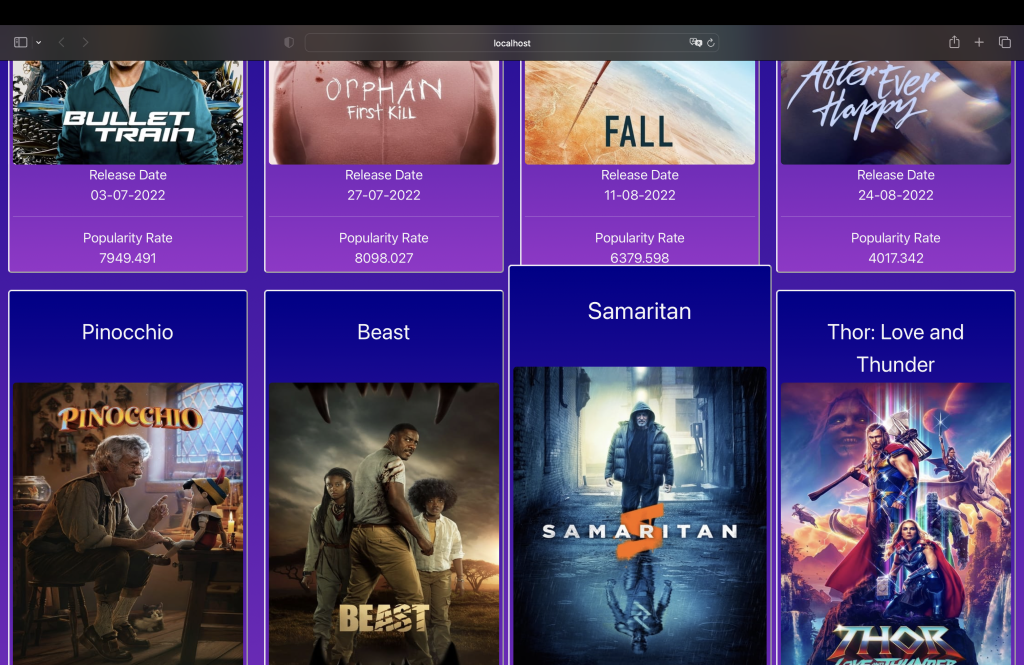 localhost
BULLET
TRAIN
ORPHAN
FIRST KILL
FALL
After Ever
Happy
Release Date
03-07-2022
Release Date
27-07-2022
Release Date
11-08-2022
Release Date
24-08-2022
Popularity Rate
7949.491
Popularity Rate
8098.027
Popularity Rate
6379.598
Popularity Rate
4017.342
Pinocchio
Beast
Samaritan
Thor: Love and
Thunder
PINOCCHIO
BEAST
SAMARITAN
THOR
LOVE AND THUNDER